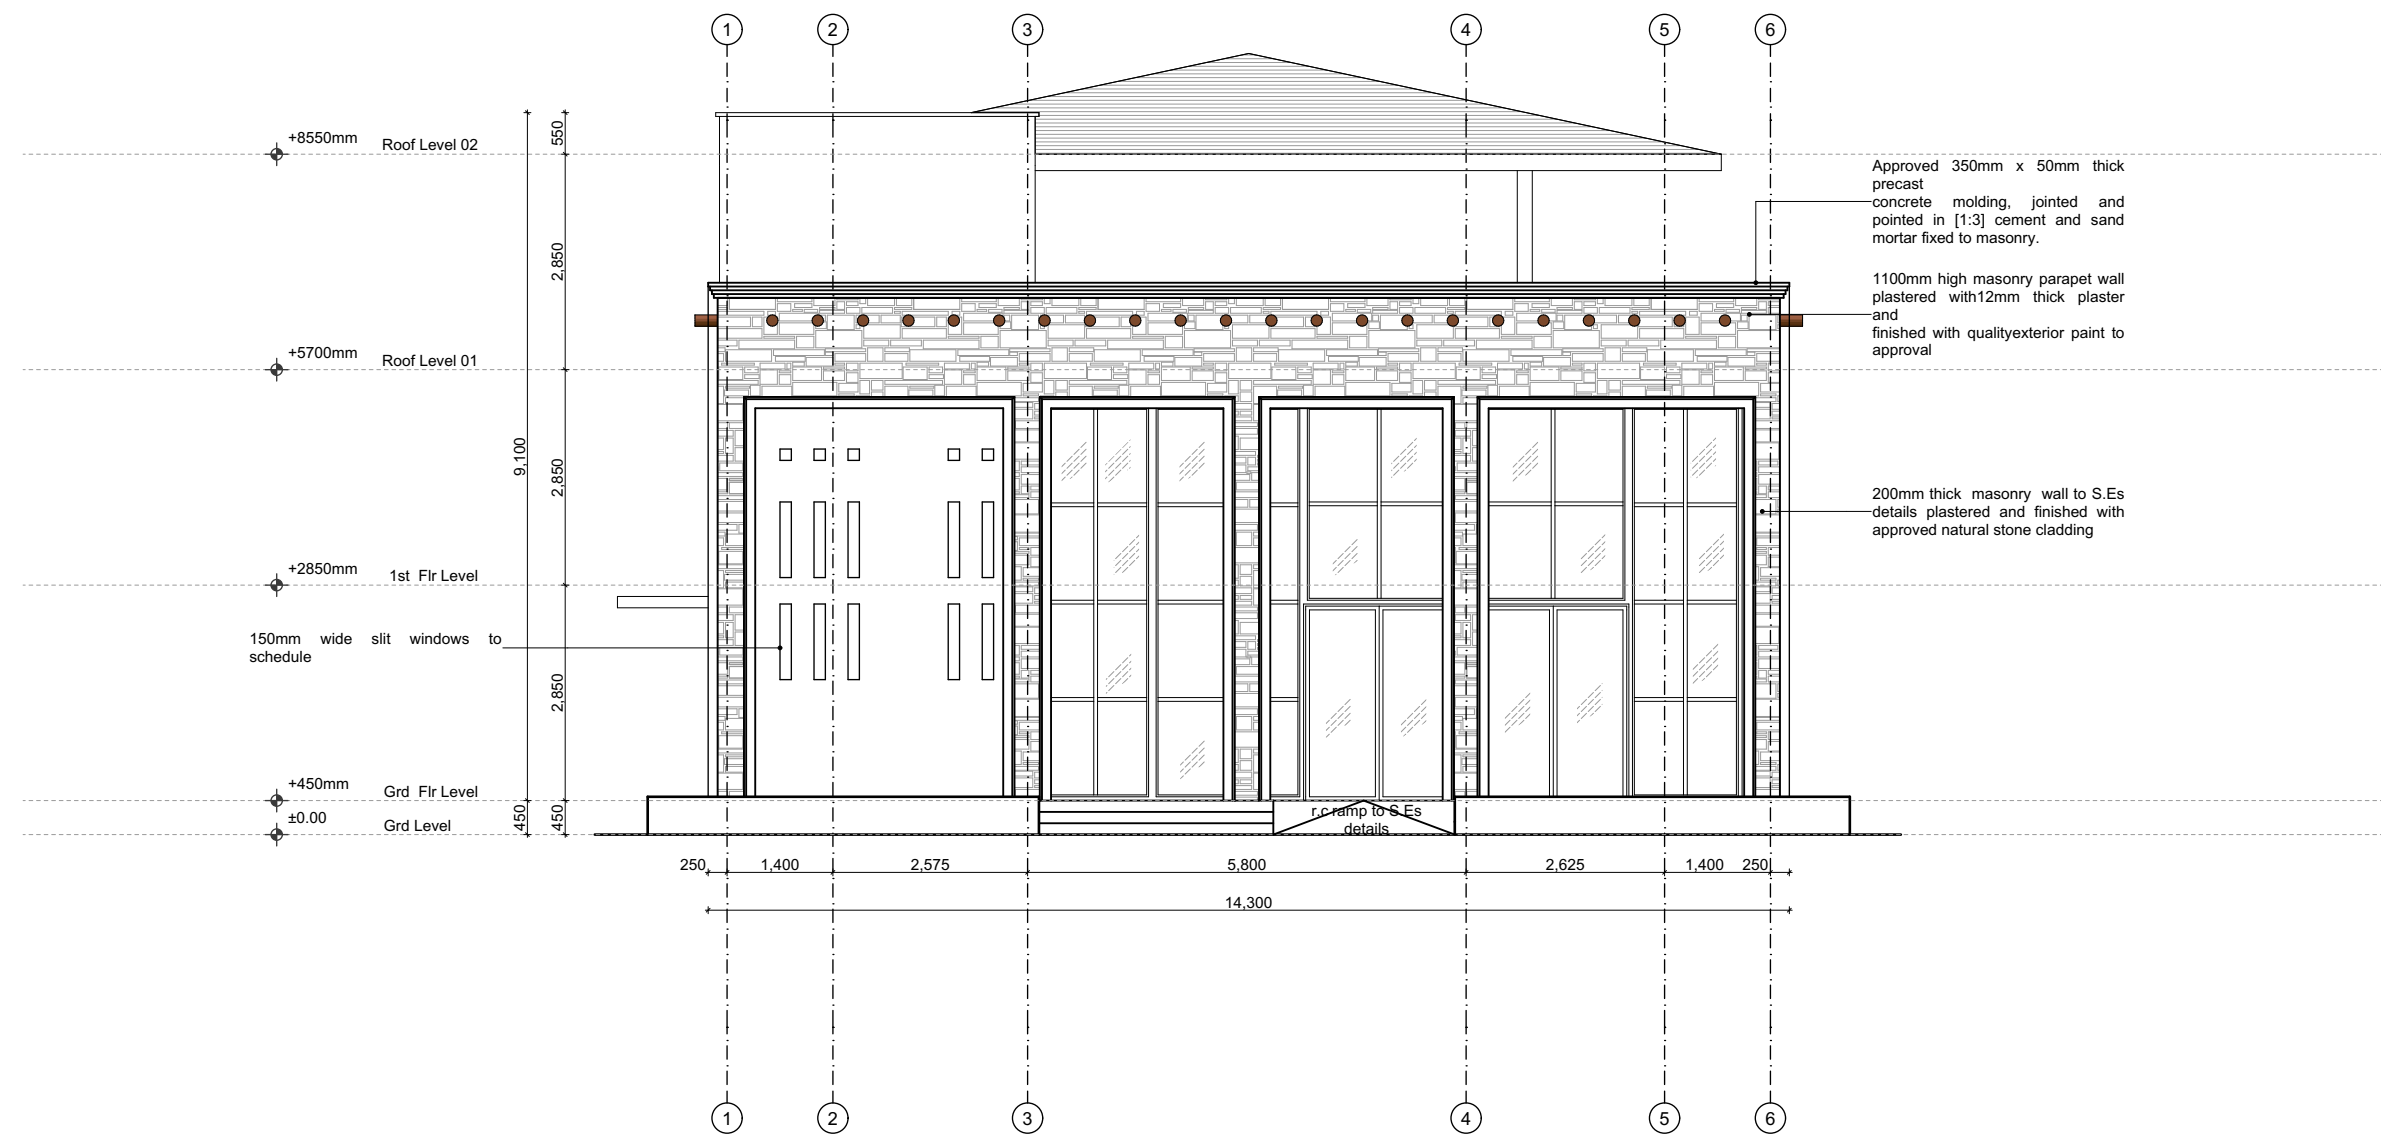 1 2 3 4 5 6
550
+8550mm Roof Level 02
Approved 350mm x 50mm thick
precast
concrete molding, jointed and
pointed in [1:3] cement and sand
mortar fixed to masonry.
2,850
1100mm high masonry parapet wall
plastered with12mm thick plaster
and
finished with qualityexterior paint to
approval
+5700mm Roof Level 01
9,100
2,850
200mm thick masonry wall to S.Es
details plastered and finished with
approved natural stone cladding
+2850mm 1st Flr Level
150mm wide slit windows to
schedule
2,850
+450mm Grd Flr Level
±0.00 Grd Level
450 450
r.c ramp to S.Es
details
250 1,400 2,575 5,800 2,625 1,400 250
14,300
1 2 3 4 5 6